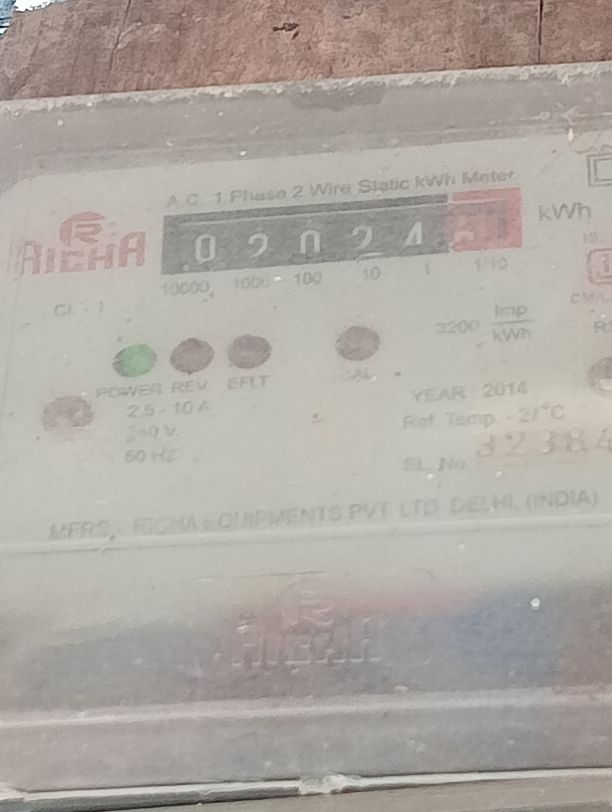 A.C. 1 Phase 2 Wire Static kWh Meter
RICHA
0 2 0 2 4
kWh
10000 1000 100 10 1 1/10
CL - 1
3200 Imp
kWh
POWER REV. EFLT CAL
2.5 - 10 A
240 V
50 HZ
YEAR 2014
Ref. Temp. - 27°C
SL. No. 32384
MFRS. RICHA EQUIPMENTS PVT LTD DELHI, (INDIA)
RICHA